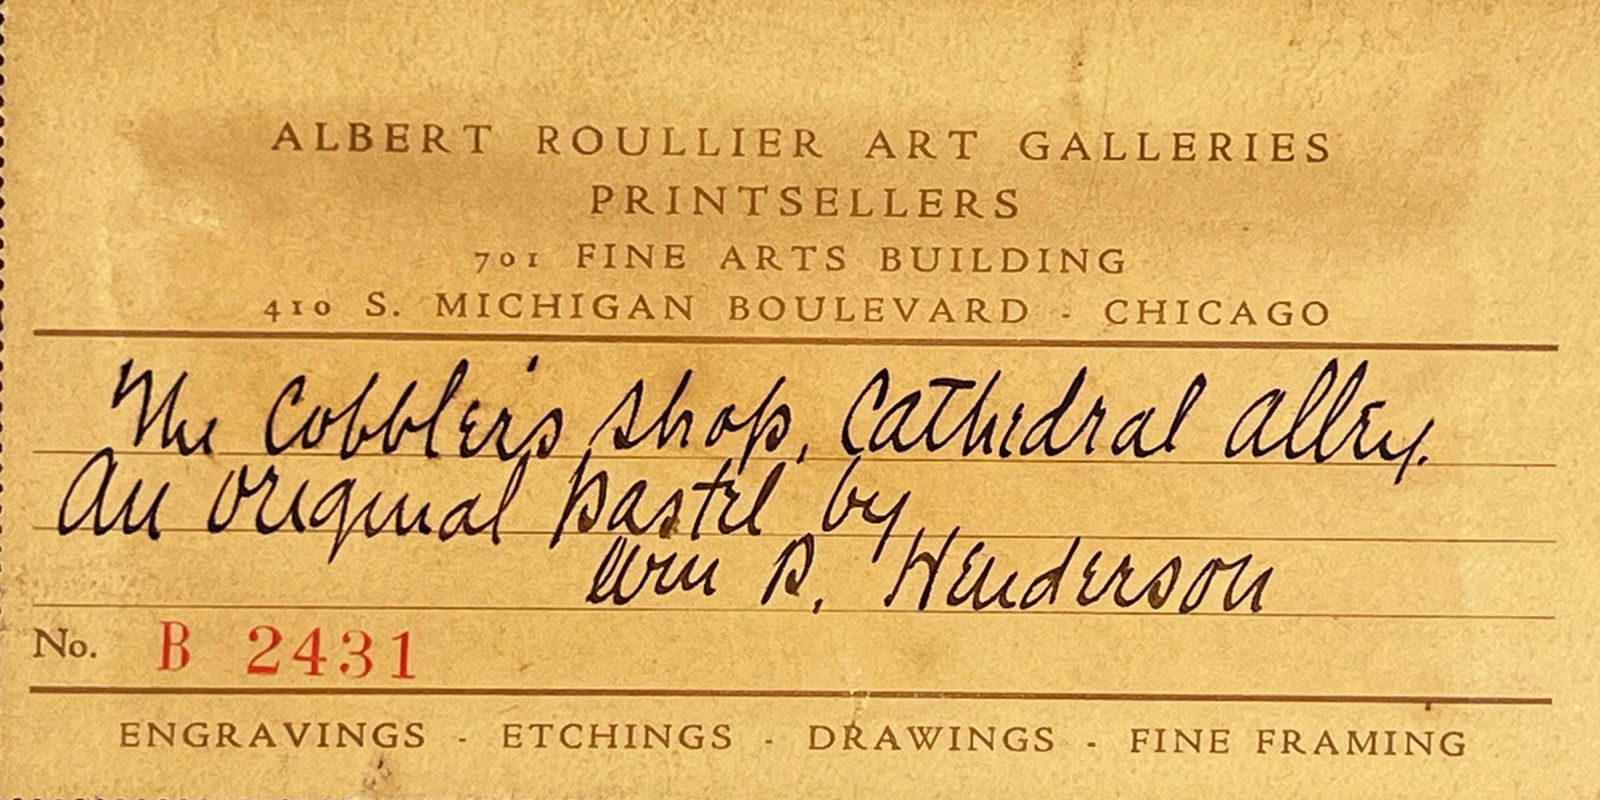 ALBERT ROULLIER ART GALLERIES
PRINTSELLERS
701 FINE ARTS BUILDING
410 S. MICHIGAN BOULEVARD - CHICAGO
The Cobbler's Shop, Cathedral Alley.
An original pastel by
Wm P. Henderson
No. B 2431
ENGRAVINGS - ETCHINGS - DRAWINGS - FINE FRAMING